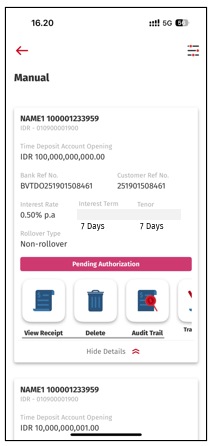 16.20
5G
Manual
NAME1 100001233959
IDR - 010900001900
Time Deposit Account Opening
IDR 100,000,000,000.00
Bank Ref No. Customer Ref No.
BVTDO251901508461 251901508461
Interest Rate Interest Term Tenor
0.50% p.a 7 Days 7 Days
Rollover Type
Non-rollover
Pending Authorization
View Receipt Delete Audit Trail Tra
Hide Details
NAME1 100001233959
IDR - 010900001900
Time Deposit Account Opening
IDR 10,000,000,001.00